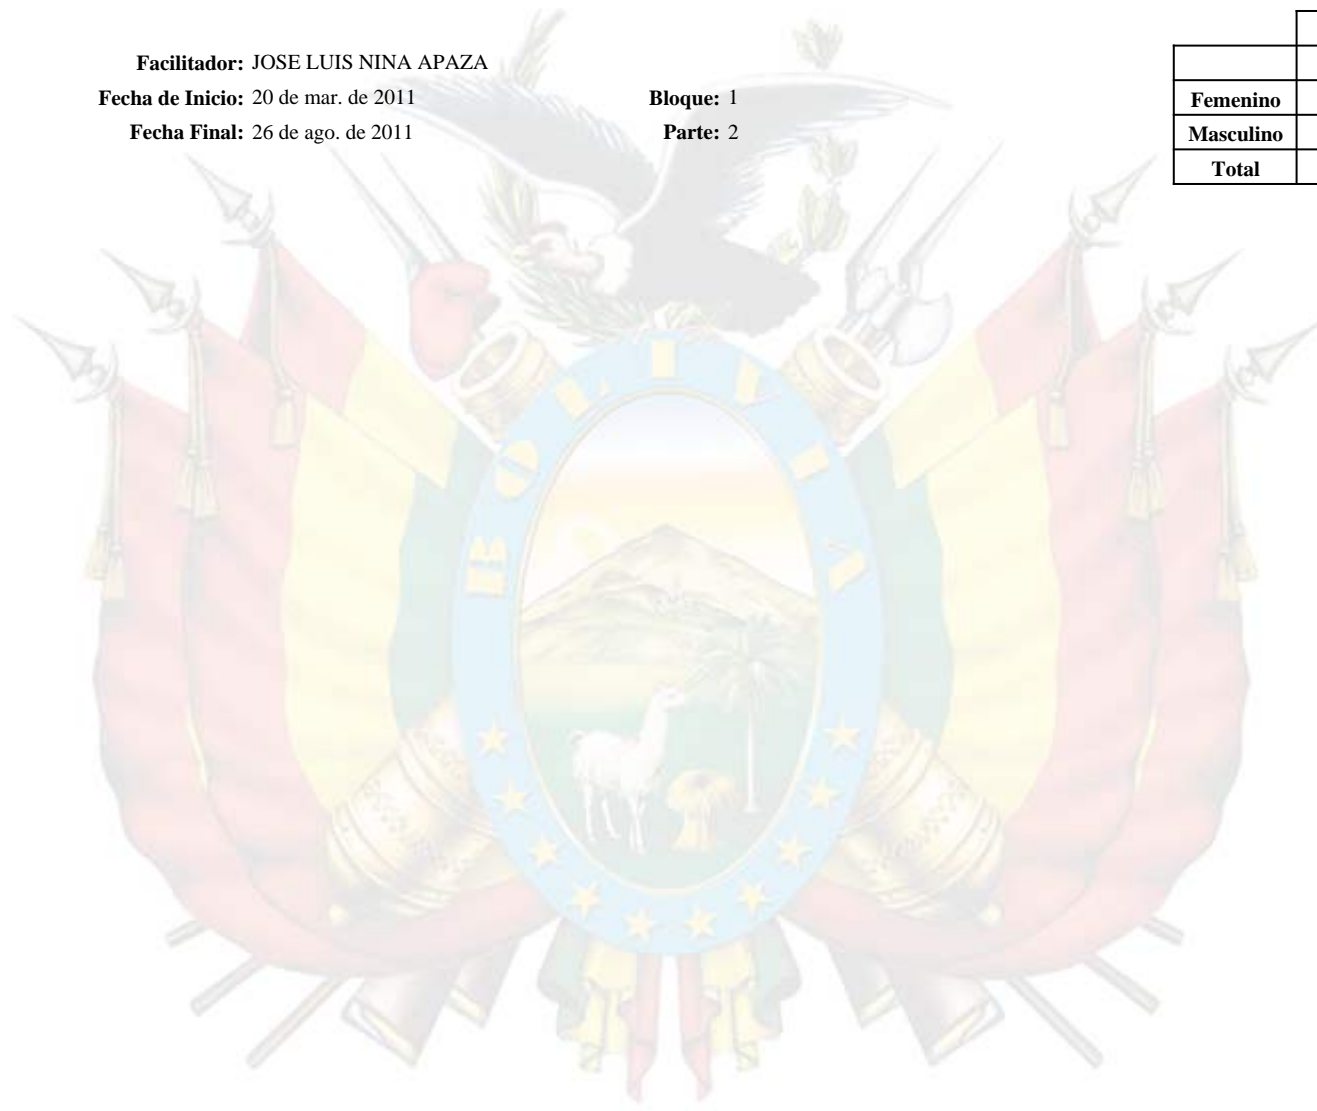 Facilitador: JOSE LUIS NINA APAZA
Fecha de Inicio: 20 de mar. de 2011 Bloque: 1
Fecha Final: 26 de ago. de 2011 Parte: 2
Femenino
Masculino
Total
BOLIVIA